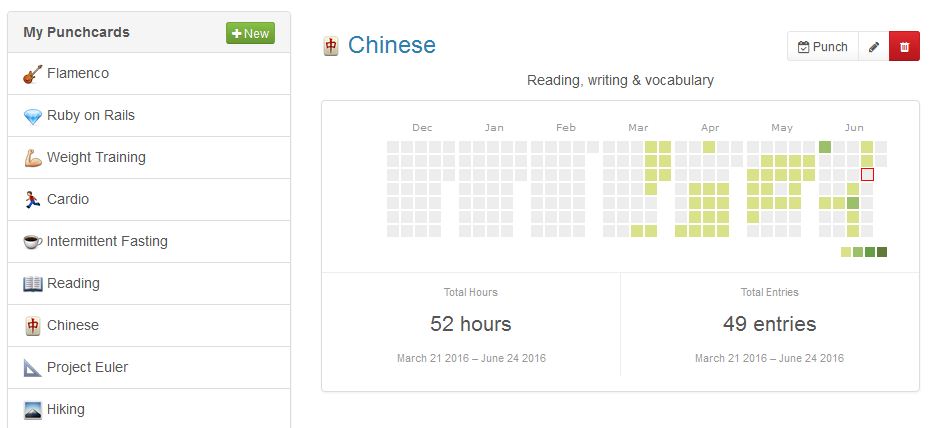 My Punchcards
New
Flamenco
Ruby on Rails
Weight Training
Cardio
Intermittent Fasting
Reading
中 Chinese
Project Euler
Hiking
中 Chinese
Punch
Reading, writing & vocabulary
Dec Jan Feb Mar Apr May Jun
Total Hours
52 hours
March 21 2016 – June 24 2016
Total Entries
49 entries
March 21 2016 – June 24 2016